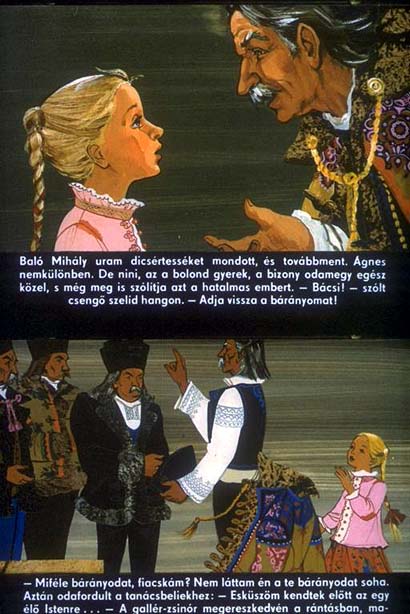 Baló Mihály uram dicsértesséket mondott, és továbbment. Ágnes
nemkülönben. De nini, az a bolond gyerek, a bizony odamegy egész
közel, s még meg is szólítja azt a hatalmas embert. — Bácsi! — szólt
csengő szelid hangon. — Adja vissza a bárányomat!
— Miféle bárányodat, fiacskám? Nem láttam én a te bárányodat soha.
Aztán odafordult a tanácsbeliekhez: — Esküszöm kendtek előtt az egy
élő Istenre . . . — A gallér-zsinór megereszkedvén a rántásban, ma-